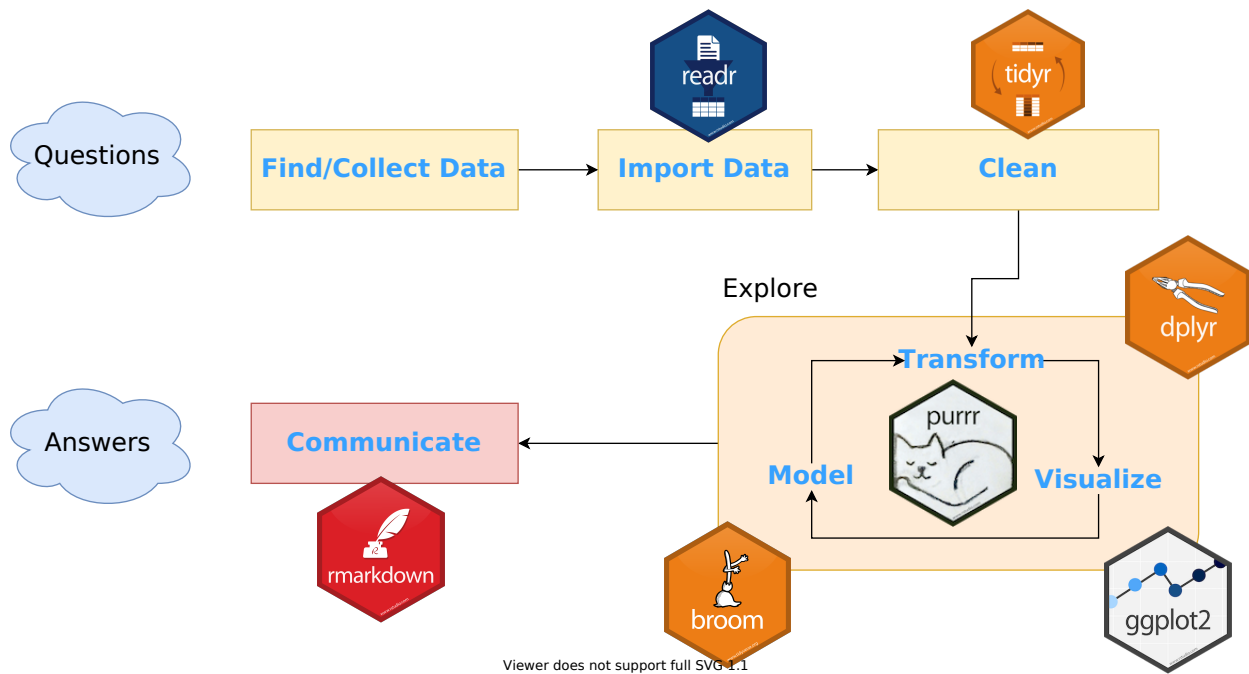 readr
tidyr
Questions
Find/Collect Data
Import Data
Clean
Explore
dplyr
Transform
purrr
Answers
Communicate
Model
Visualize
rmarkdown
broom
ggplot2
Viewer does not support full SVG 1.1